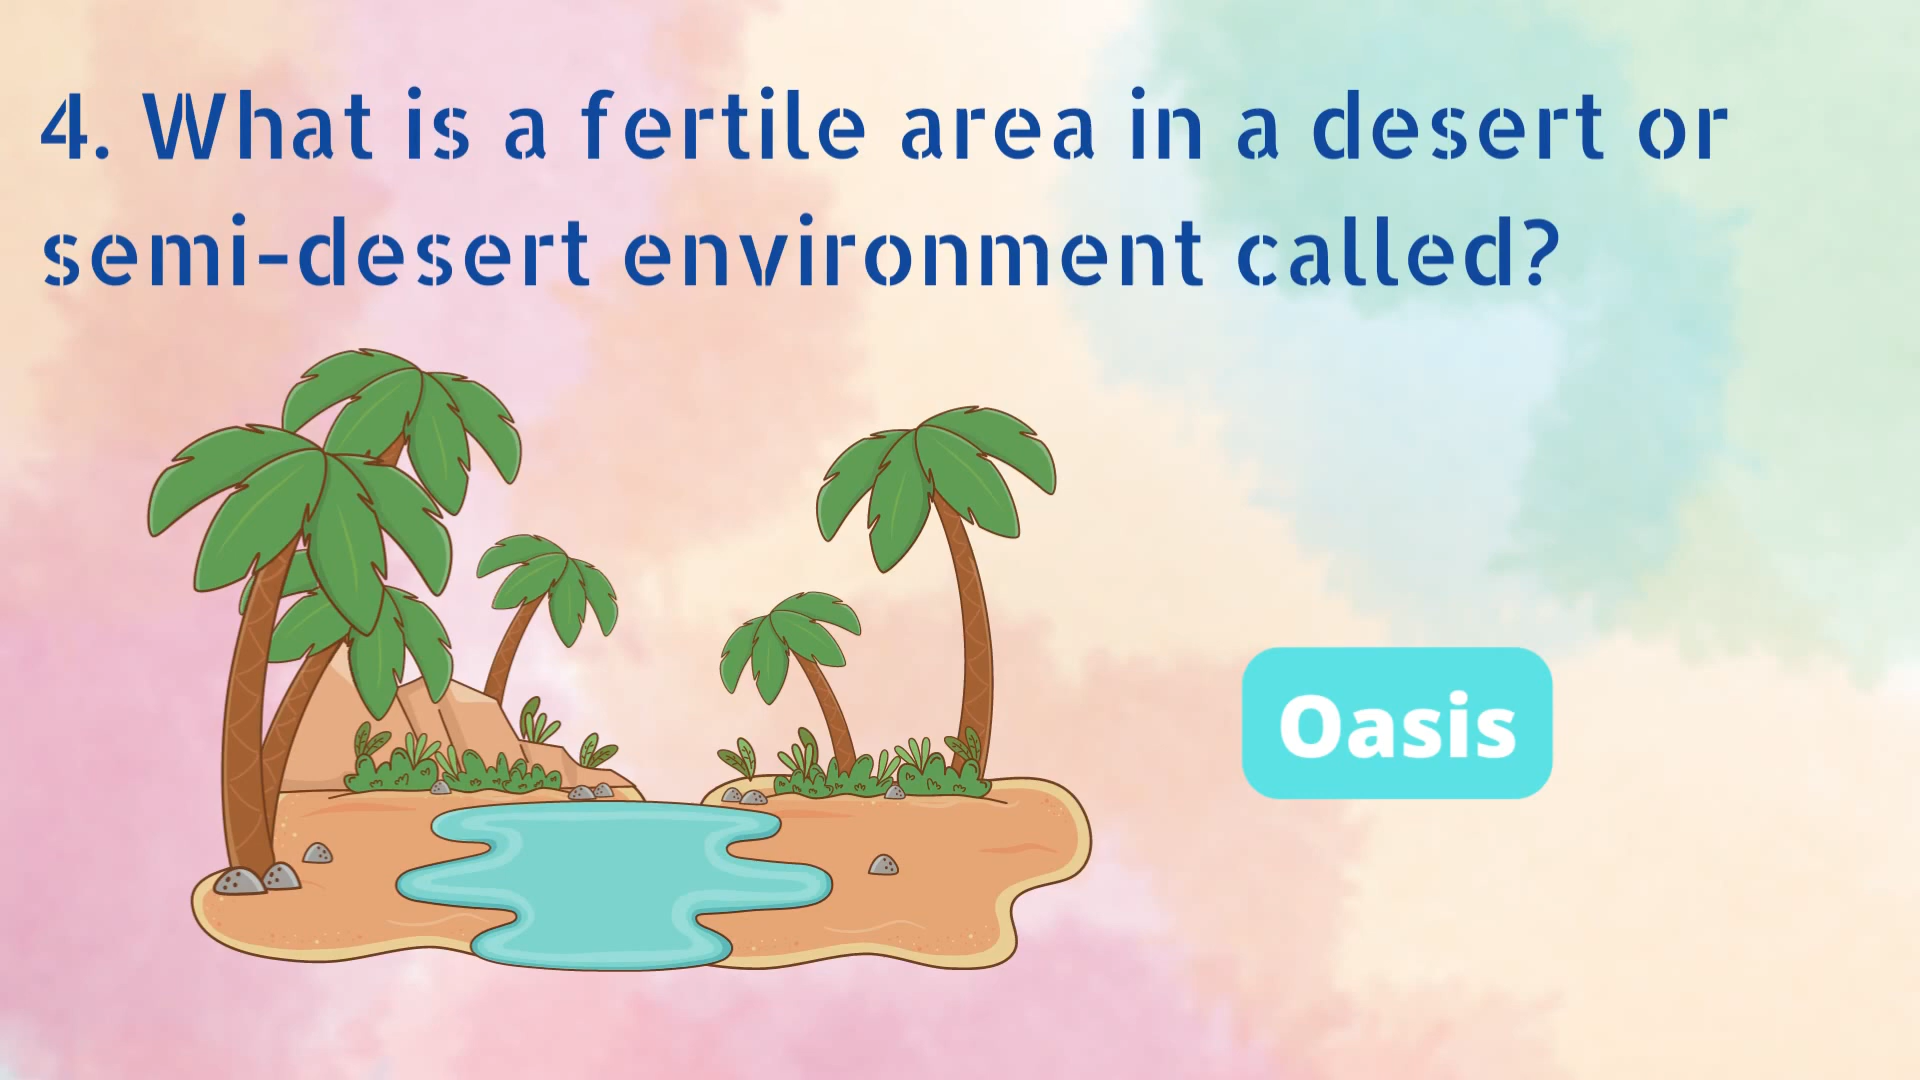 4. What is a fertile area in a desert or
semi-desert environment called?
Oasis